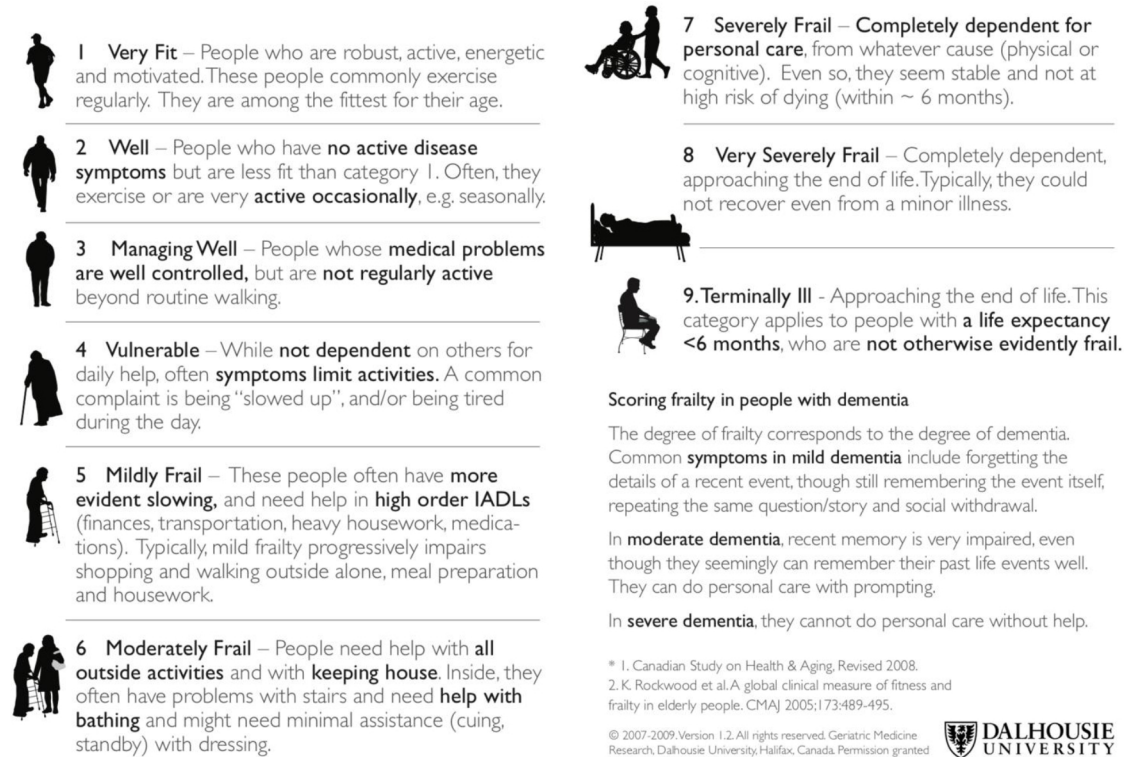 1 Very Fit – People who are robust, active, energetic
and motivated. These people commonly exercise
regularly. They are among the fittest for their age.
2 Well – People who have no active disease
symptoms but are less fit than category 1. Often, they
exercise or are very active occasionally, e.g. seasonally.
3 Managing Well – People whose medical problems
are well controlled, but are not regularly active
beyond routine walking.
4 Vulnerable – While not dependent on others for
daily help, often symptoms limit activities. A common
complaint is being “slowed up”, and/or being tired
during the day.
5 Mildly Frail – These people often have more
evident slowing, and need help in high order IADLs
(finances, transportation, heavy housework, medica-
tions). Typically, mild frailty progressively impairs
shopping and walking outside alone, meal preparation
and housework.
6 Moderately Frail – People need help with all
outside activities and with keeping house. Inside, they
often have problems with stairs and need help with
bathing and might need minimal assistance (cuing,
standby) with dressing.
7 Severely Frail – Completely dependent for
personal care, from whatever cause (physical or
cognitive). Even so, they seem stable and not at
high risk of dying (within ~ 6 months).
8 Very Severely Frail – Completely dependent,
approaching the end of life. Typically, they could
not recover even from a minor illness.
9. Terminally Ill - Approaching the end of life. This
category applies to people with a life expectancy
<6 months, who are not otherwise evidently frail.
Scoring frailty in people with dementia
The degree of frailty corresponds to the degree of dementia.
Common symptoms in mild dementia include forgetting the
details of a recent event, though still remembering the event itself,
repeating the same question/story and social withdrawal.
In moderate dementia, recent memory is very impaired, even
though they seemingly can remember their past life events well.
They can do personal care with prompting.
In severe dementia, they cannot do personal care without help.
* 1. Canadian Study on Health & Aging, Revised 2008.
2. K. Rockwood et al. A global clinical measure of fitness and
frailty in elderly people. CMAJ 2005;173:489-495.
© 2007-2009. Version 1.2. All rights reserved. Geriatric Medicine
Research, Dalhousie University, Halifax, Canada. Permission granted
DALHOUSIE
UNIVERSITY